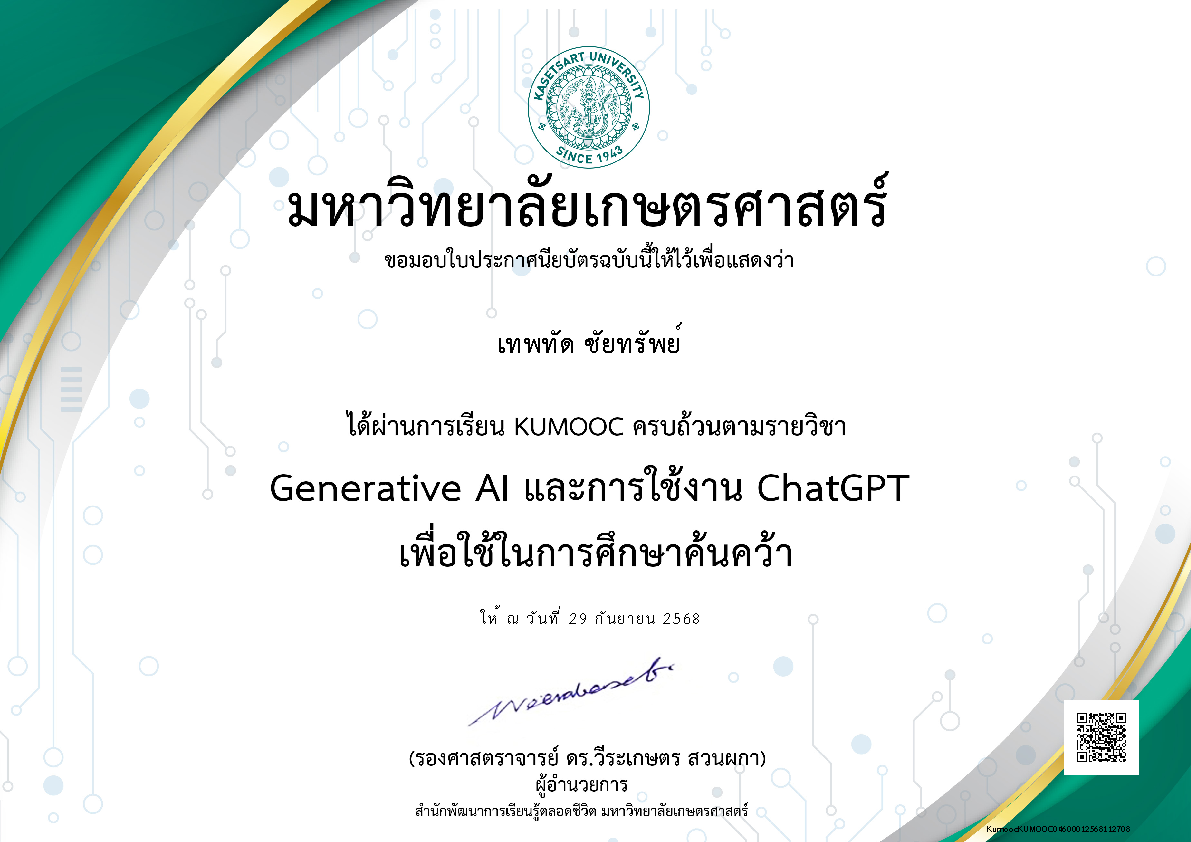 KASETSART UNIVERSITY
SINCE 1943
มหาวิทยาลัยเกษตรศาสตร์
ขอมอบใบประกาศนียบัตรฉบับนี้ให้ไว้เพื่อแสดงว่า
เทพทัด ชัยทรัพย์
ได้ผ่านการเรียน KUMOOC ครบถ้วนตามรายวิชา
Generative AI และการใช้งาน ChatGPT
เพื่อใช้ในการศึกษาค้นคว้า
ให้ ณ วันที่ 29 กันยายน 2568
(รองศาสตราจารย์ ดร.วีระเกษตร สวนผกา)
ผู้อำนวยการ
สำนักพัฒนาการเรียนรู้ตลอดชีวิต มหาวิทยาลัยเกษตรศาสตร์
KumoocKUMOOC04600012568112708